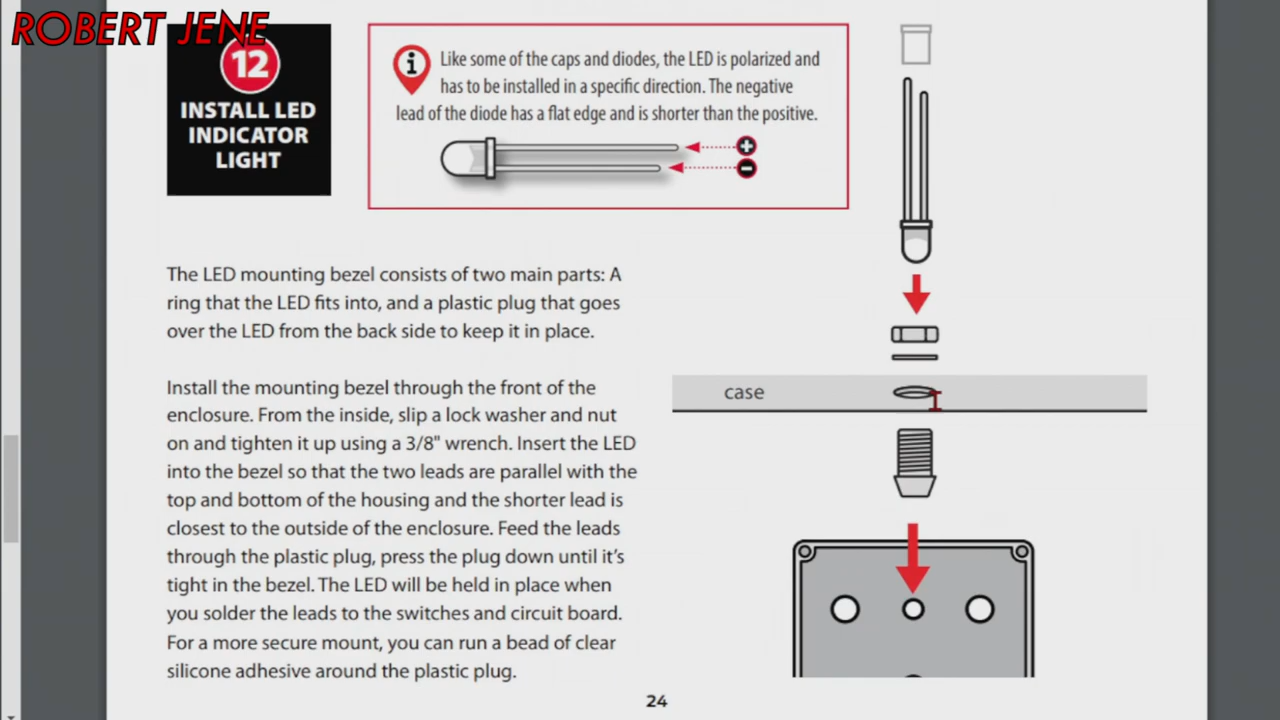 ROBERT JENE
12
INSTALL LED
INDICATOR
LIGHT
i
Like some of the caps and diodes, the LED is polarized and
has to be installed in a specific direction. The negative
lead of the diode has a flat edge and is shorter than the positive.
+
-
The LED mounting bezel consists of two main parts: A
ring that the LED fits into, and a plastic plug that goes
over the LED from the back side to keep it in place.
Install the mounting bezel through the front of the
enclosure. From the inside, slip a lock washer and nut
on and tighten it up using a 3/8" wrench. Insert the LED
into the bezel so that the two leads are parallel with the
top and bottom of the housing and the shorter lead is
closest to the outside of the enclosure. Feed the leads
through the plastic plug, press the plug down until it’s
tight in the bezel. The LED will be held in place when
you solder the leads to the switches and circuit board.
For a more secure mount, you can run a bead of clear
silicone adhesive around the plastic plug.
case
24